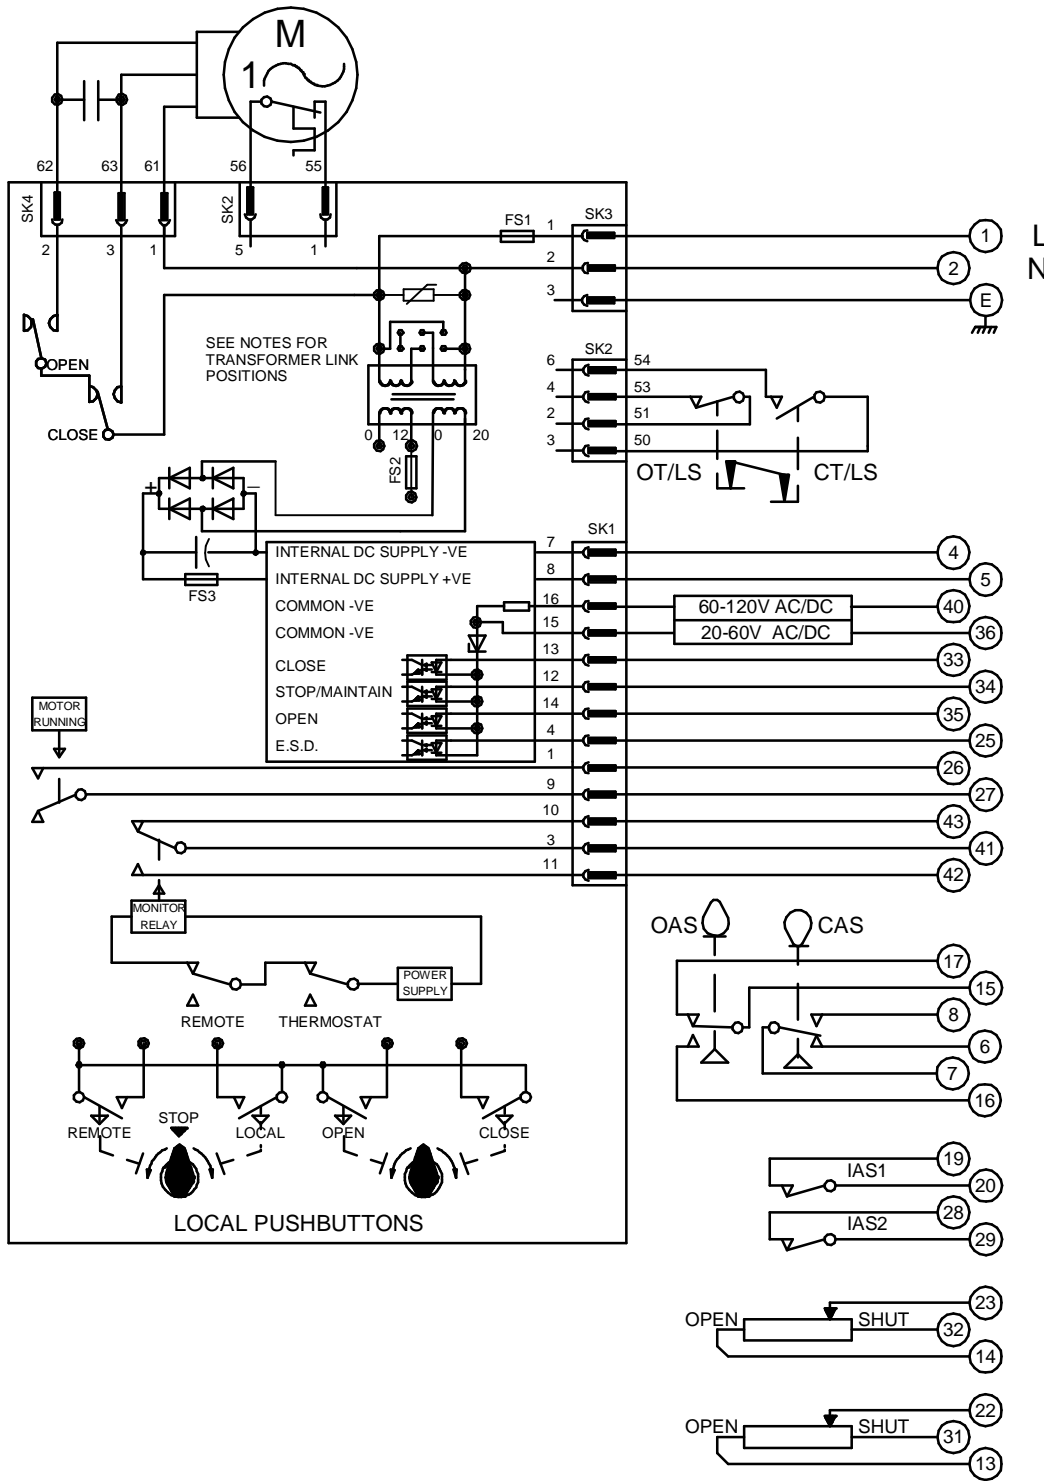 M
1
62 63 61 56 55
SK4
SK2
2 3 1 5 1
FS1
1
SK3
1
L
2
2
N
3
E
SEE NOTES FOR
TRANSFORMER LINK
POSITIONS
OPEN
CLOSE
0 12 0 20
FS2
SK2
6 54
4 53
2 51
3 50
OT/LS CT/LS
+ –
FS3
SK1
INTERNAL DC SUPPLY -VE 7 4
INTERNAL DC SUPPLY +VE 8 5
COMMON -VE 16 60-120V AC/DC 40
COMMON -VE 15 20-60V AC/DC 36
CLOSE 13 33
STOP/MAINTAIN 12 34
OPEN 14 35
E.S.D. 4 25
MOTOR
RUNNING
1 26
9 27
10 43
3 41
11 42
MONITOR
RELAY
POWER
SUPPLY
REMOTE THERMOSTAT
OAS CAS
17
15
8
6
7
16
REMOTE STOP LOCAL OPEN CLOSE
LOCAL PUSHBUTTONS
19
IAS1
20
28
IAS2
29
23
OPEN SHUT 32
14
22
OPEN SHUT 31
13